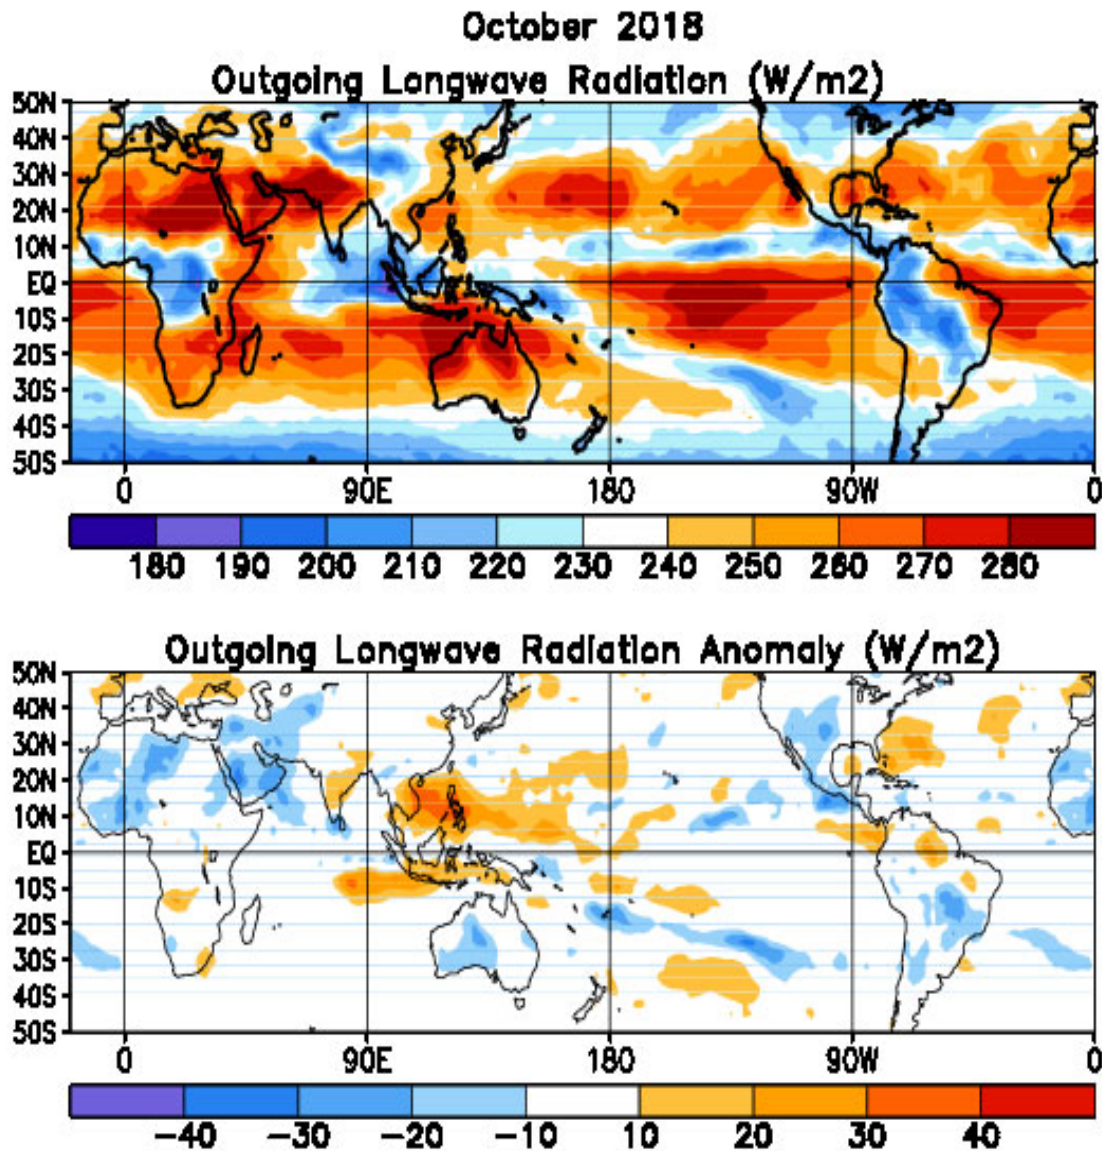 October 2018
Outgoing Longwave Radiation (W/m2)
50N
40N
30N
20N
10N
EQ
10S
20S
30S
40S
50S
0 90E 180 90W 0
180 190 200 210 220 230 240 250 260 270 280
Outgoing Longwave Radiation Anomaly (W/m2)
50N
40N
30N
20N
10N
EQ
10S
20S
30S
40S
50S
0 90E 180 90W 0
-40 -30 -20 -10 10 20 30 40